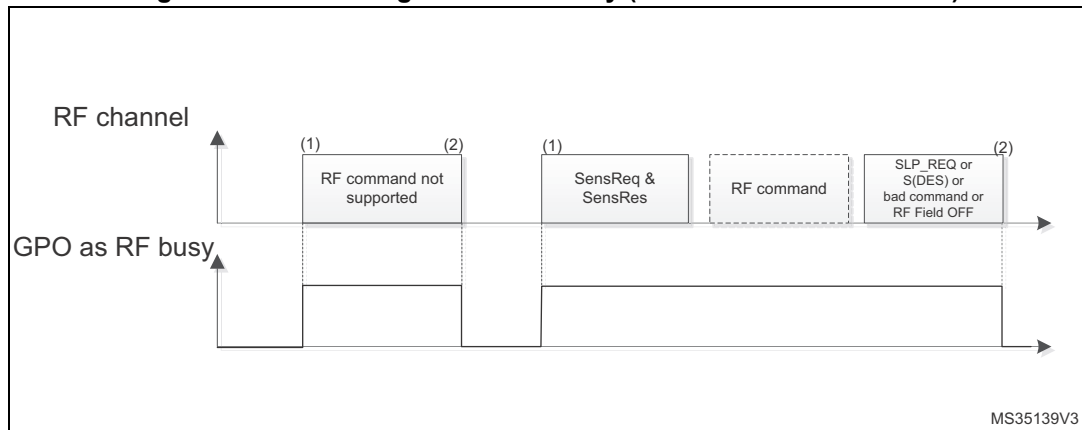 RF channel
(1)
(2)
(1)
(2)
RF command not
supported
SensReq &
SensRes
RF command
SLP_REQ or
S(DES) or
bad command or
RF Field OFF
GPO as RF busy
MS35139V3